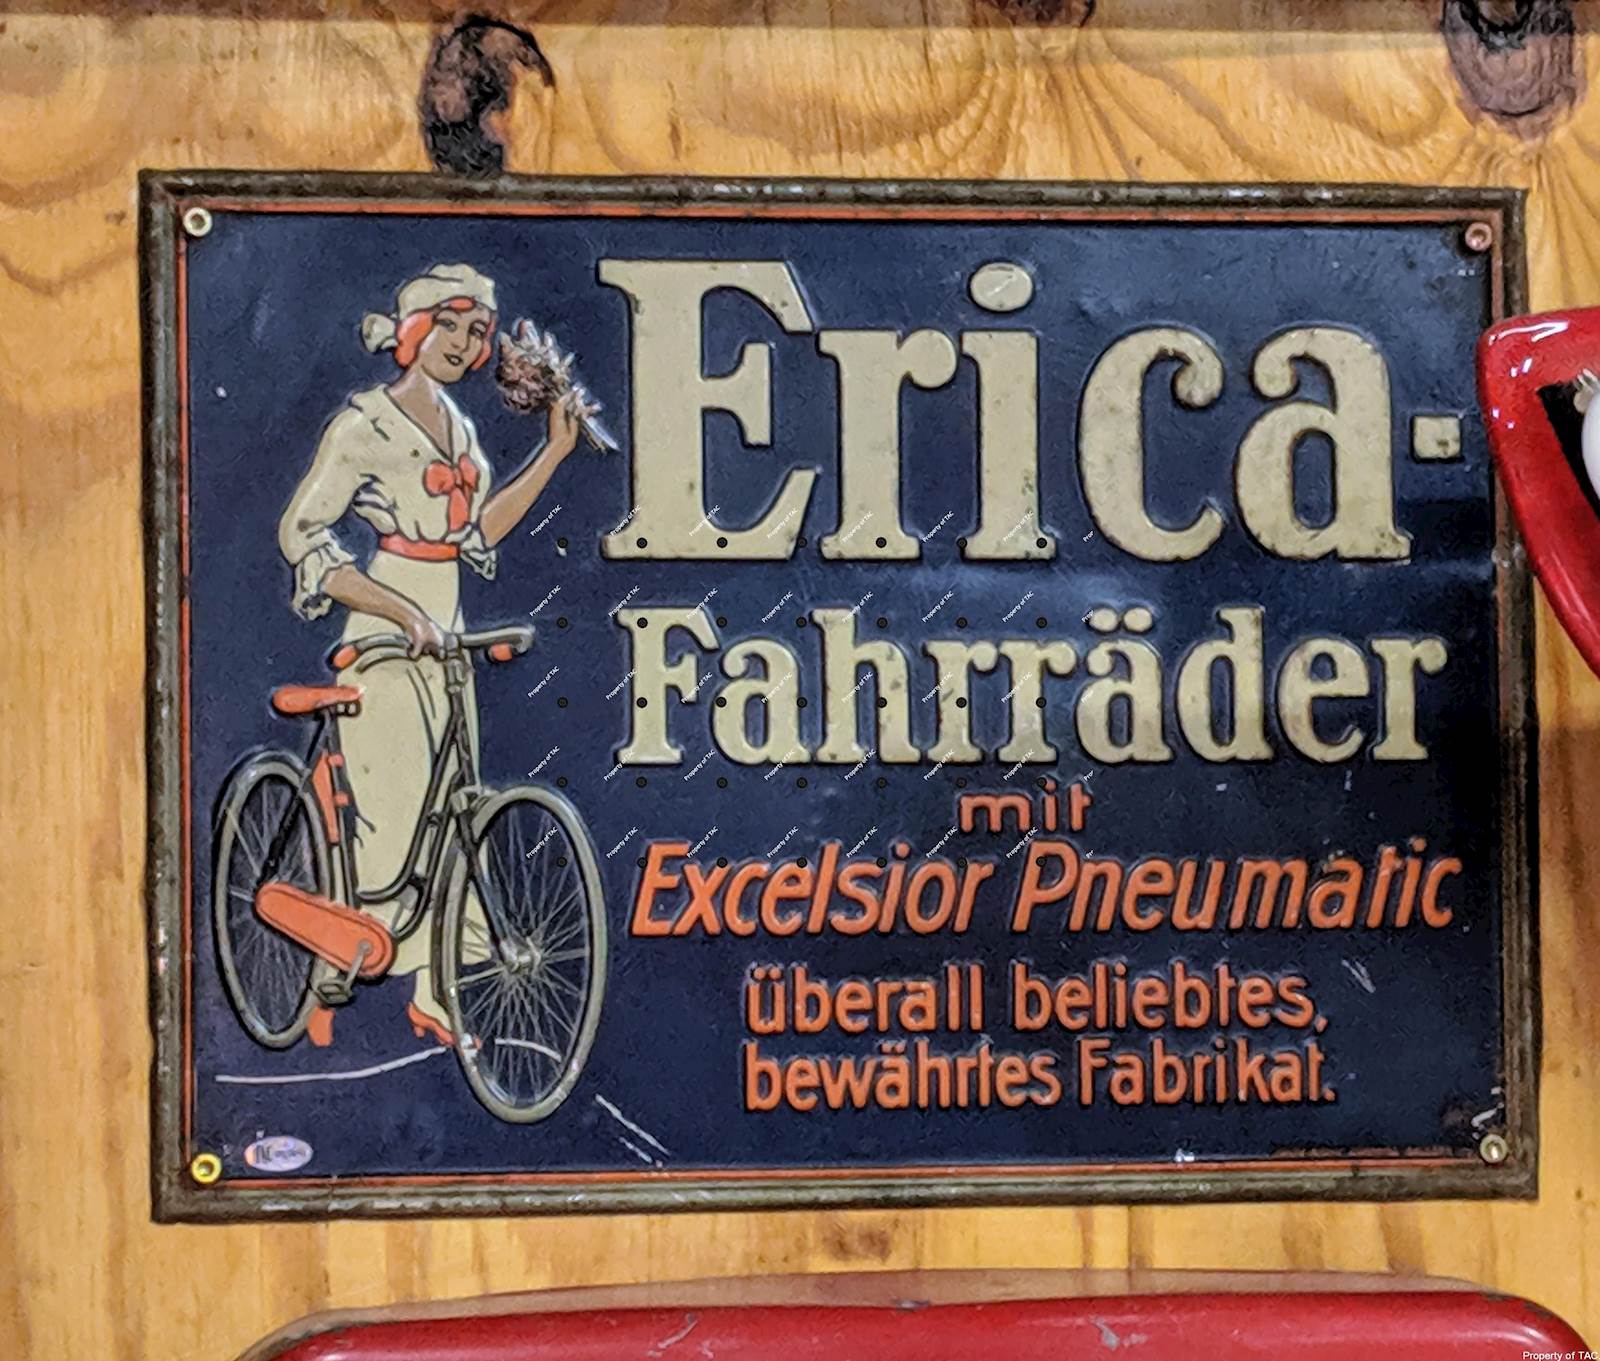 Erica-
Fahrräder
mit
Excelsior Pneumatic
überall beliebtes,
bewährtes Fabrikat.
Property of TAC